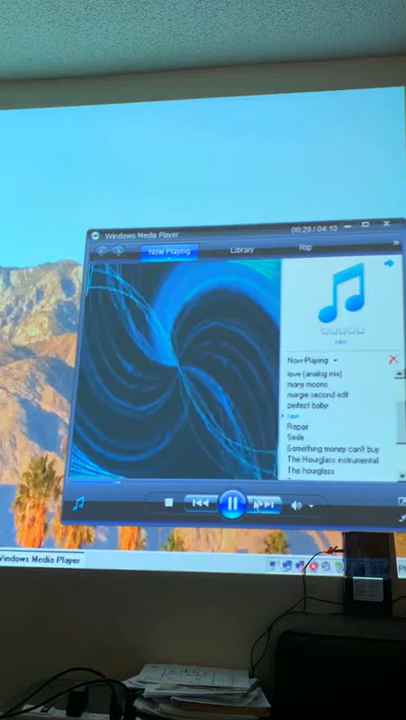 Windows Media Player
00:29 / 04:10
Now Playing
Library
Rip
Now Playing
love (analog mix)
many moons
margie second edit
perfect baby
Repair
Smile
Something money can't buy
The Hourglass instrumental
The hourglass
Windows Media Player